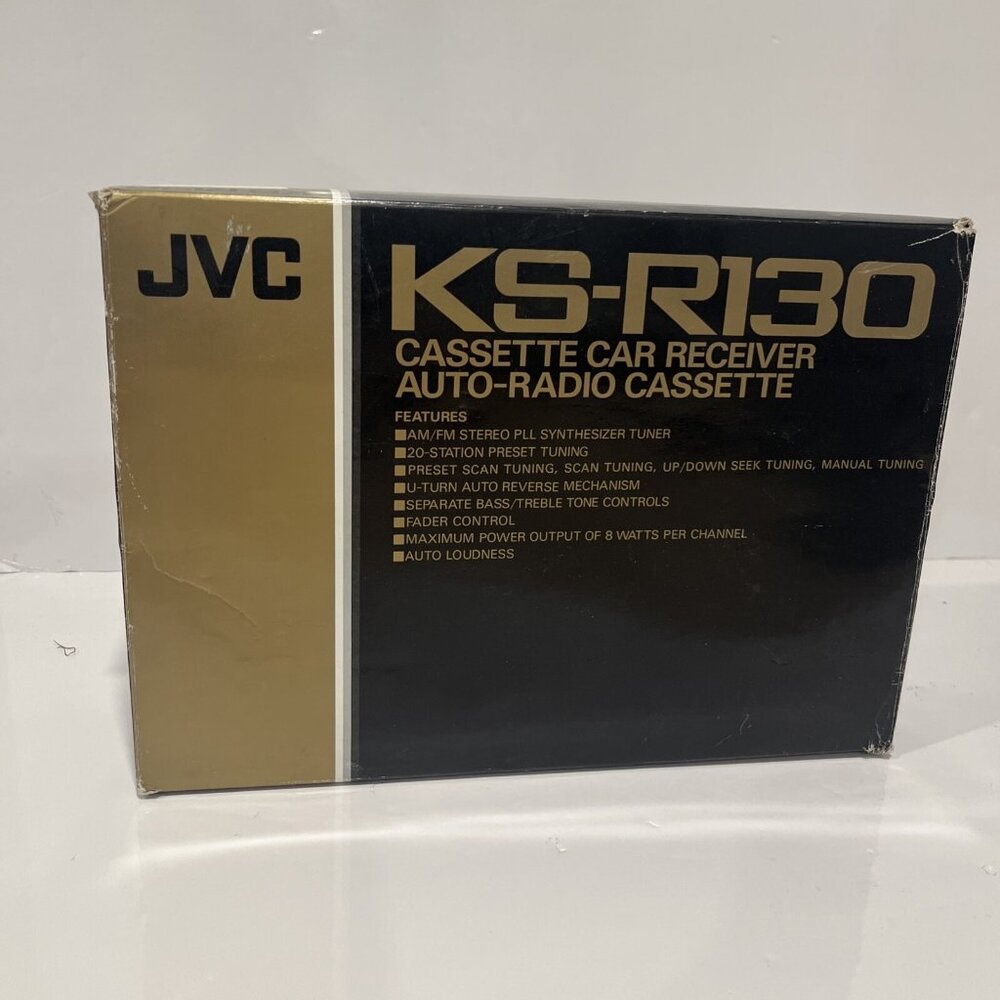 JVC
KS-R130
CASSETTE CAR RECEIVER
AUTO-RADIO CASSETTE
FEATURES
■AM/FM STEREO PLL SYNTHESIZER TUNER
■20-STATION PRESET TUNING
■PRESET SCAN TUNING, SCAN TUNING, UP/DOWN SEEK TUNING, MANUAL TUNING
■U-TURN AUTO REVERSE MECHANISM
■SEPARATE BASS/TREBLE TONE CONTROLS
■FADER CONTROL
■MAXIMUM POWER OUTPUT OF 8 WATTS PER CHANNEL
■AUTO LOUDNESS